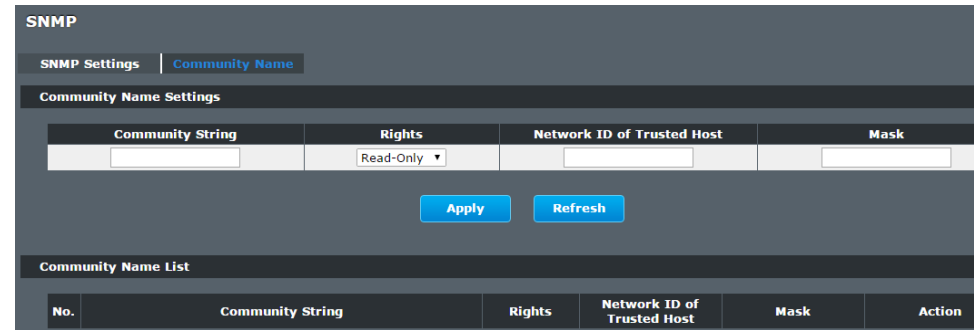 SNMP
SNMP Settings Community Name
Community Name Settings
Community String Rights Network ID of Trusted Host Mask
Read-Only
Apply Refresh
Community Name List
No. Community String Rights Network ID of Trusted Host Mask Action